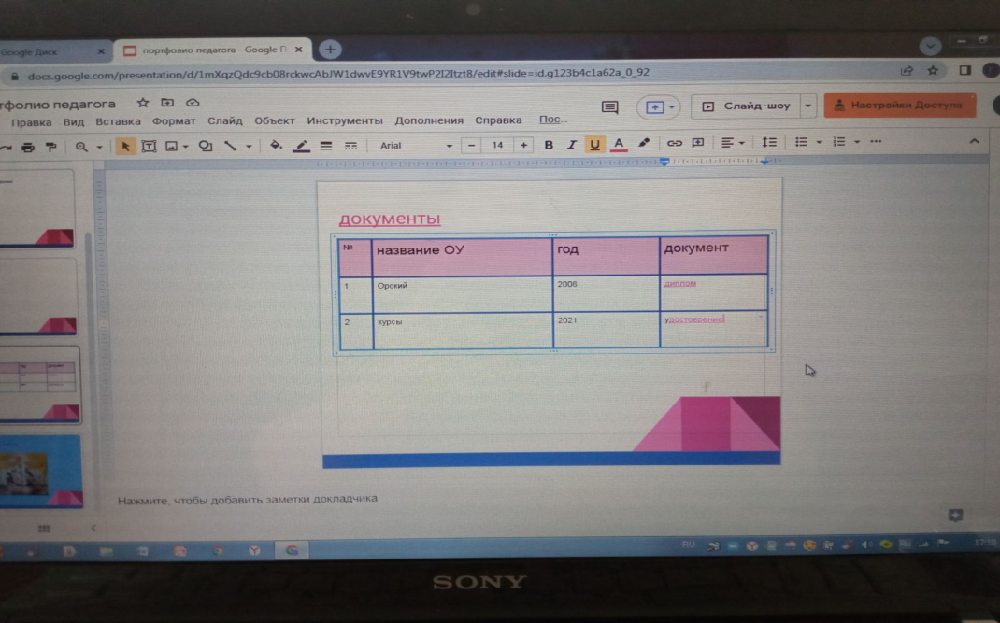 Google Диск
портфолио педагога - Google П
docs.google.com/presentation/d/1mXqzQdc9cb08rckwcAbJW1dwvE9YR1V9twP2I2Itzt8/edit#slide=id.g123b4c1a62a_0_92
тфолио педагога
Слайд-шоу
Настройки Доступа
Правка Вид Вставка Формат Слайд Объект Инструменты Дополнения Справка Пос...
Arial
14
B I U A
документы
№ название ОУ год документ
1 Орский 2008 диплом
2 курсы 2021 удостоверние
Нажмите, чтобы добавить заметки докладчика
RU
SONY